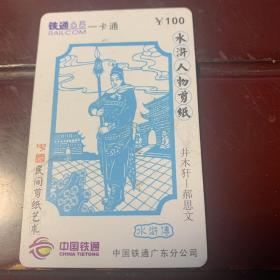 铁通
RAILCOM
一卡通
￥100
水浒人物剪纸
井木犴—郝思文
民间剪纸艺术
水浒传
中国铁通
CHINA TIETONG
中国铁通广东分公司